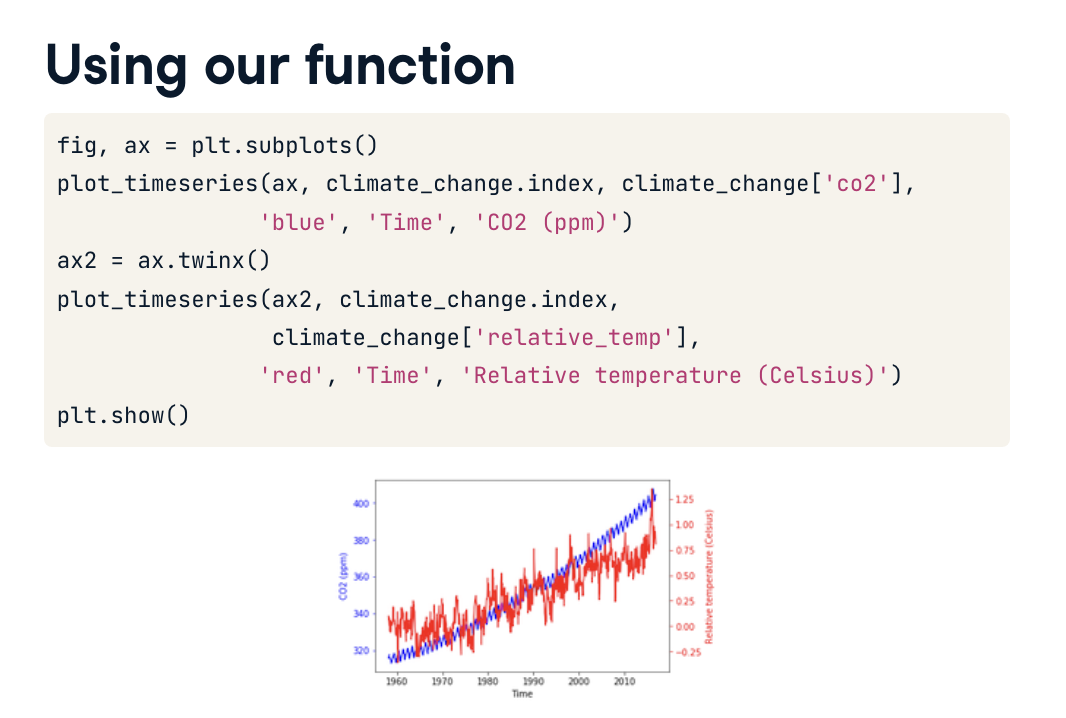 Using our function
fig, ax = plt.subplots()
plot_timeseries(ax, climate_change.index, climate_change['co2'],
'blue', 'Time', 'CO2 (ppm)')
ax2 = ax.twinx()
plot_timeseries(ax2, climate_change.index,
climate_change['relative_temp'],
'red', 'Time', 'Relative temperature (Celsius)')
plt.show()
CO2 (ppm)
400
380
360
340
320
1.25
1.00
0.75
0.50
0.25
0.00
−0.25
Relative temperature (Celsius)
1960 1970 1980 1990 2000 2010
Time